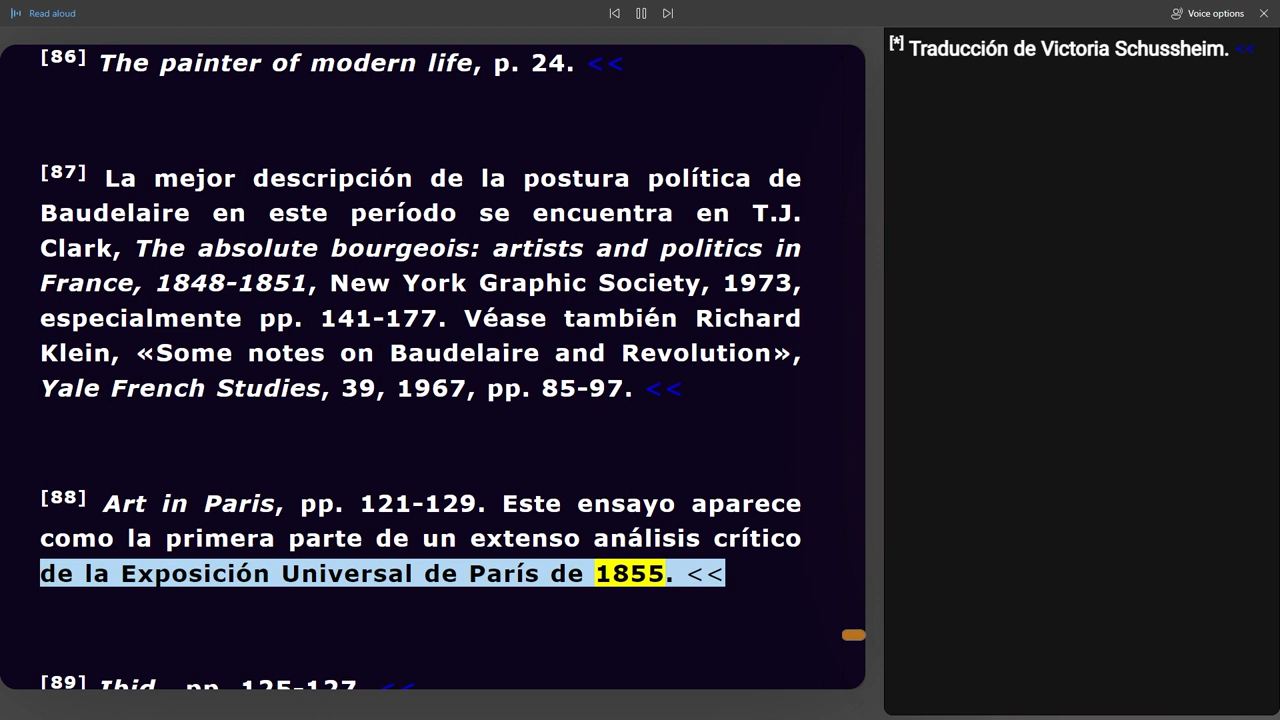 Read aloud
Voice options
[86] The painter of modern life, p. 24. <<
[87] La mejor descripción de la postura política de
Baudelaire en este período se encuentra en T.J.
Clark, The absolute bourgeois: artists and politics in
France, 1848-1851, New York Graphic Society, 1973,
especialmente pp. 141-177. Véase también Richard
Klein, «Some notes on Baudelaire and Revolution»,
Yale French Studies, 39, 1967, pp. 85-97. <<
[88] Art in Paris, pp. 121-129. Este ensayo aparece
como la primera parte de un extenso análisis crítico
de la Exposición Universal de París de 1855. <<
[89] Ibid., pp. 125-127. <<
[*] Traducción de Victoria Schussheim. <<